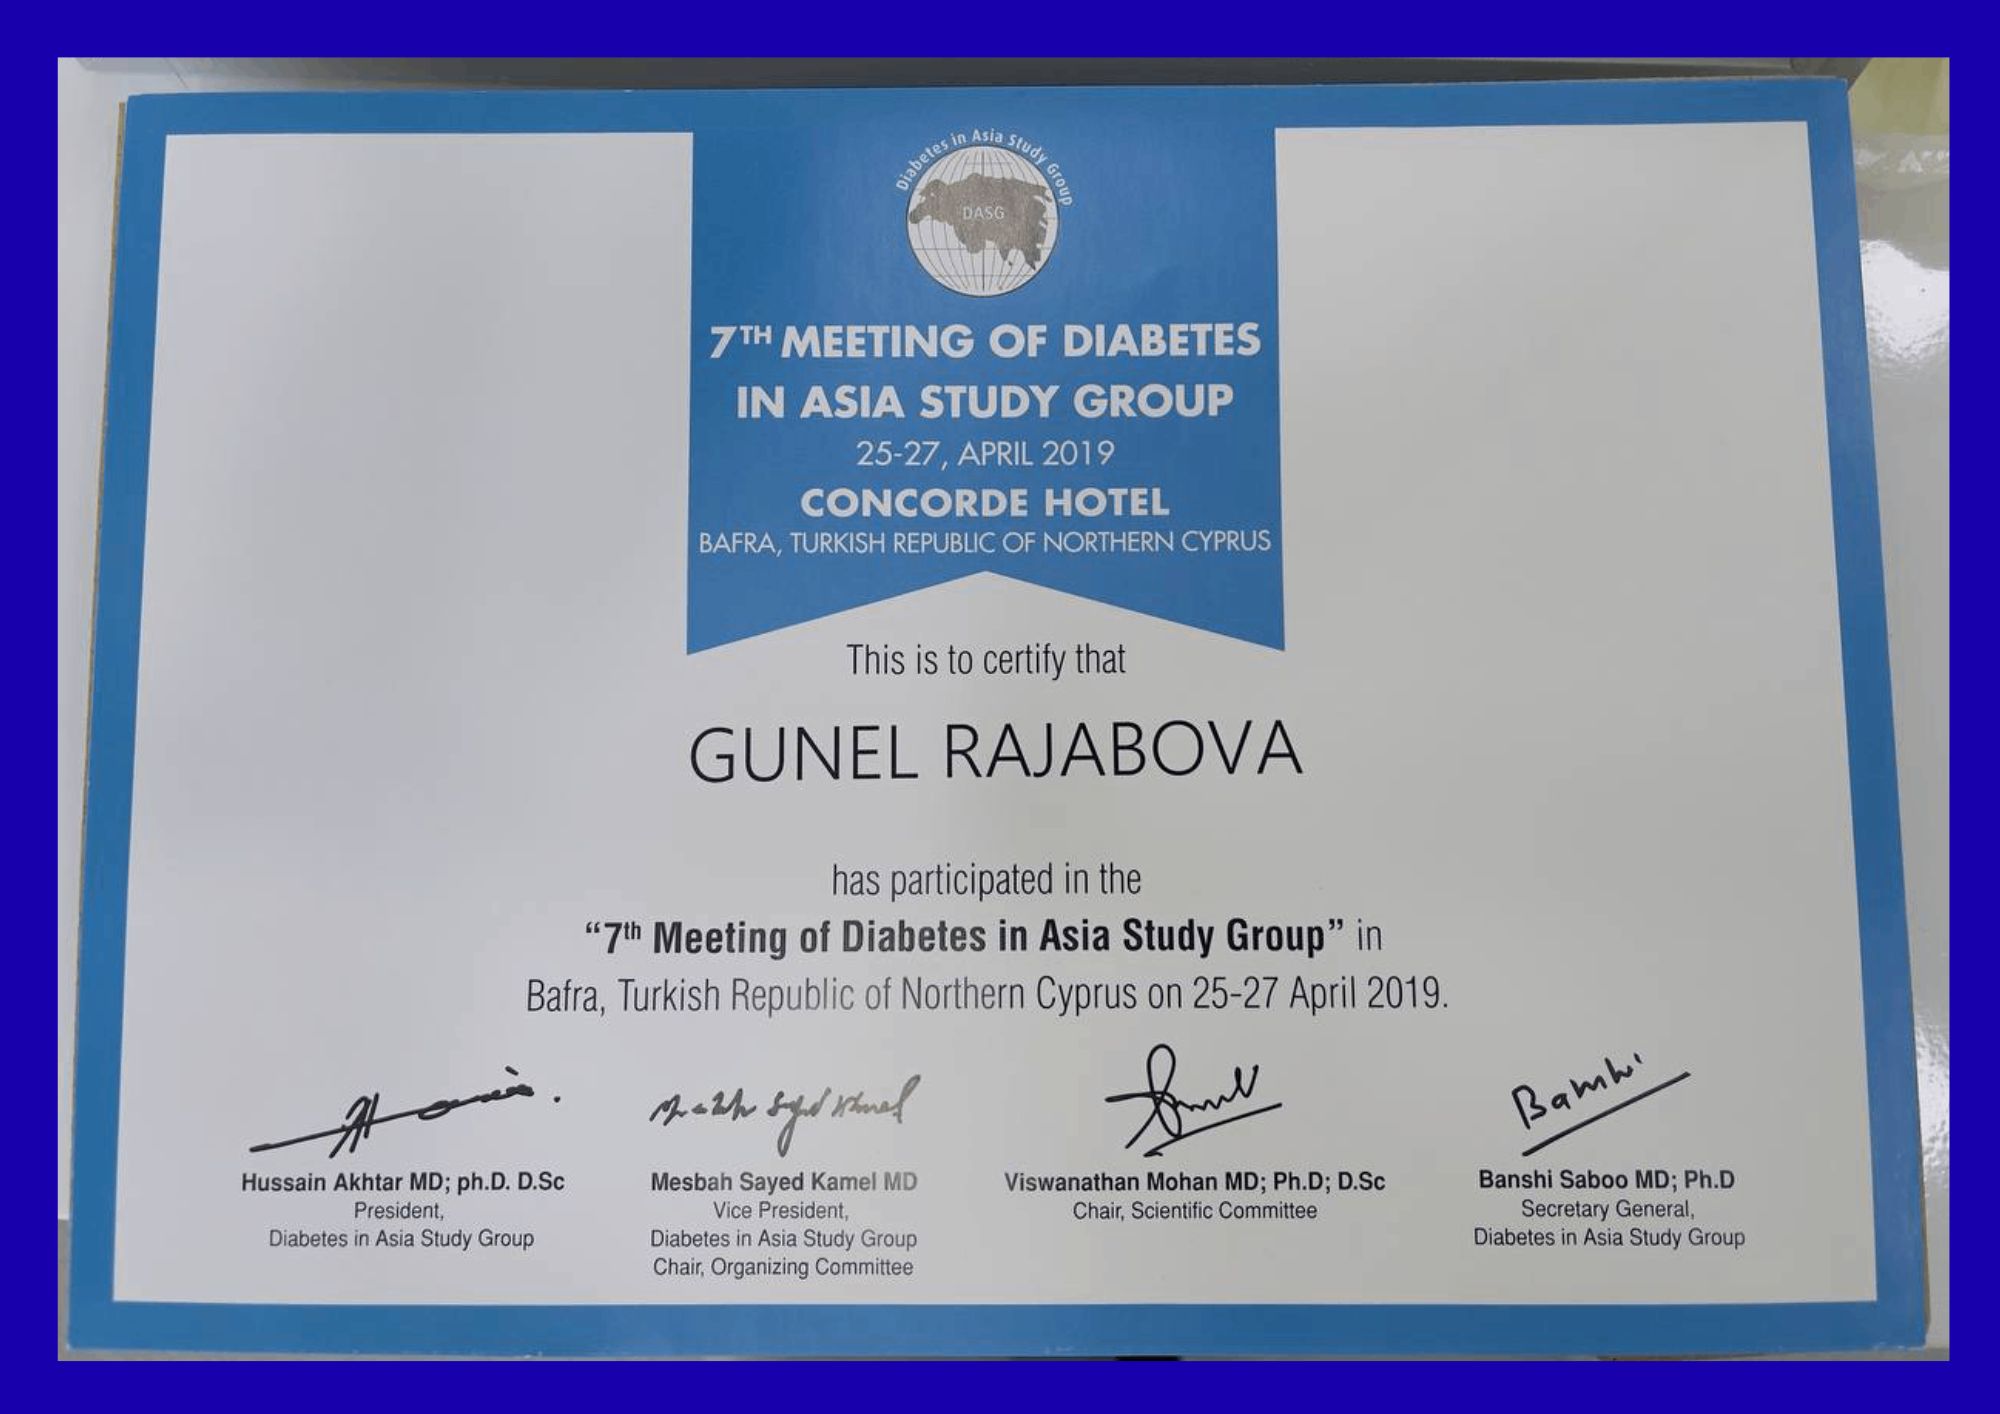 Diabetes in Asia Study Group
DASG
7TH MEETING OF DIABETES
IN ASIA STUDY GROUP
25-27, APRIL 2019
CONCORDE HOTEL
BAFRA, TURKISH REPUBLIC OF NORTHERN CYPRUS
This is to certify that
GUNEL RAJABOVA
has participated in the
“7th Meeting of Diabetes in Asia Study Group” in
Bafra, Turkish Republic of Northern Cyprus on 25-27 April 2019.
Banshi
Hussain Akhtar MD; ph.D. D.Sc
President,
Diabetes in Asia Study Group
Mesbah Sayed Kamel MD
Vice President,
Diabetes in Asia Study Group
Chair, Organizing Committee
Viswanathan Mohan MD; Ph.D; D.Sc
Chair, Scientific Committee
Banshi Saboo MD; Ph.D
Secretary General,
Diabetes in Asia Study Group